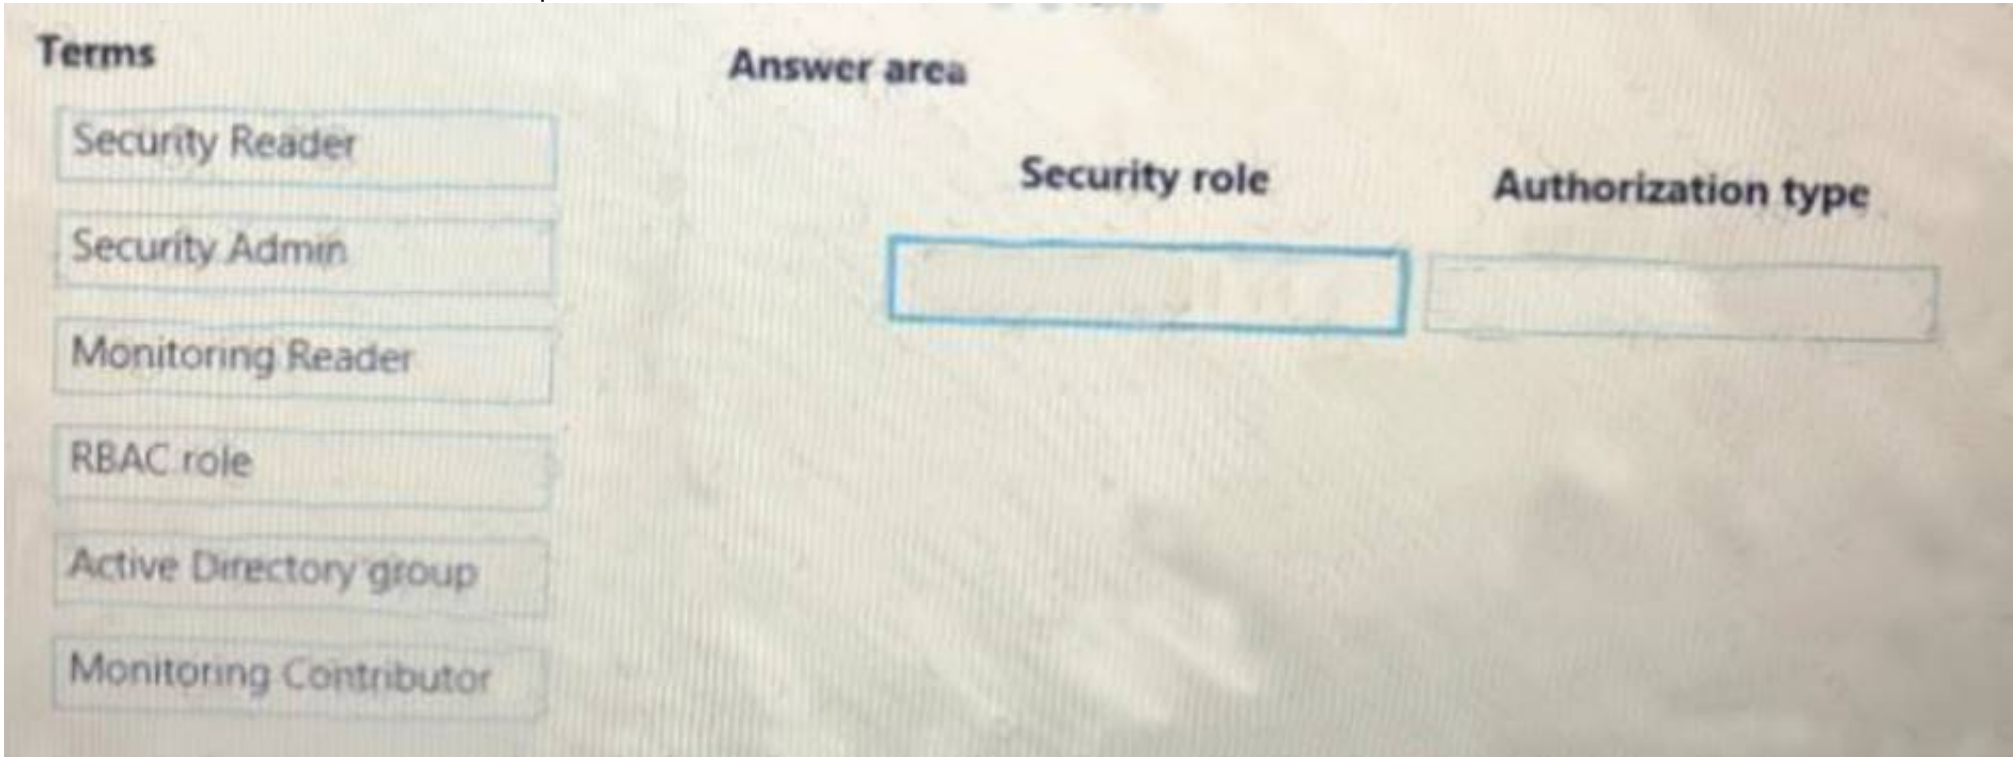 Terms
Answer area
Security Reader
Security role
Authorization type
Security Admin
Monitoring Reader
RBAC role
Active Directory group
Monitoring Contributor